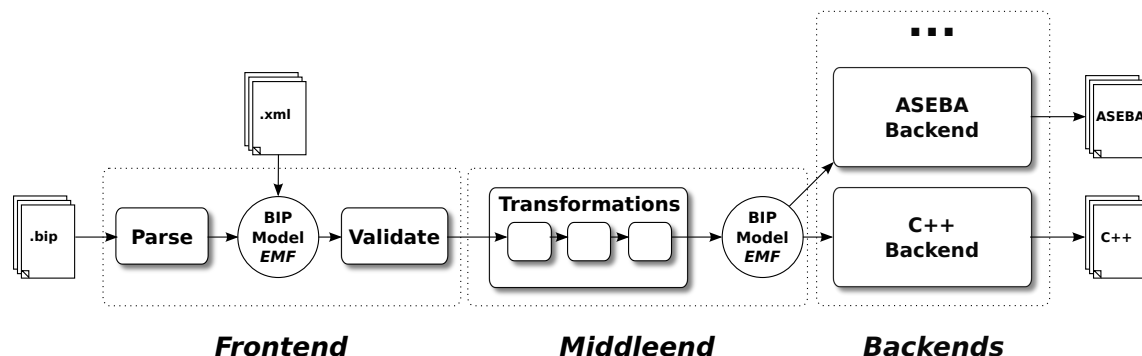 ...
ASEBA
Backend
ASEBA
.xml
.bip
Parse
BIP
Model
EMF
Validate
Transformations
BIP
Model
EMF
C++
Backend
C++
Frontend
Middleend
Backends